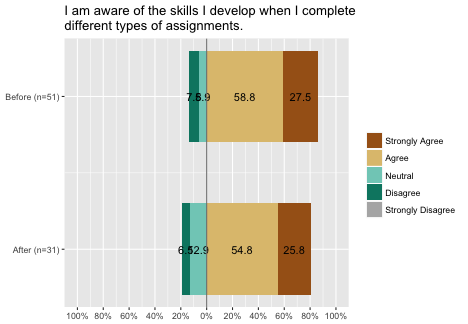 I am aware of the skills I develop when I complete
different types of assignments.
Before (n=51)
7.8 5.9 58.8 27.5
After (n=31)
6.5 12.9 54.8 25.8
100% 80% 60% 40% 20% 0% 20% 40% 60% 80% 100%
Strongly Agree
Agree
Neutral
Disagree
Strongly Disagree